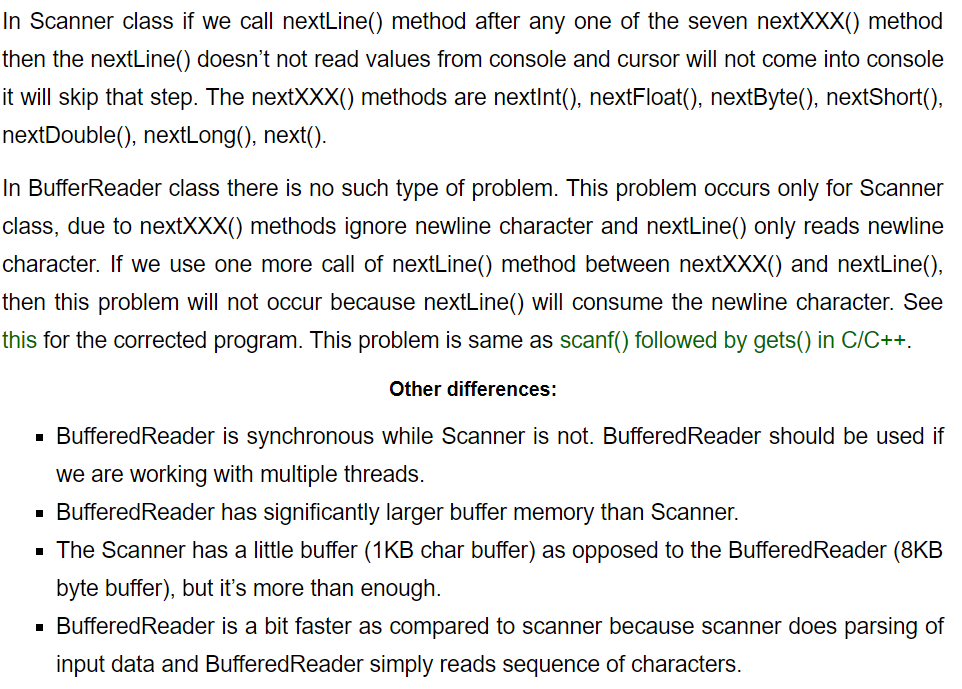 In Scanner class if we call nextLine() method after any one of the seven nextXXX() method
then the nextLine() doesn’t not read values from console and cursor will not come into console
it will skip that step. The nextXXX() methods are nextInt(), nextFloat(), nextByte(), nextShort(),
nextDouble(), nextLong(), next().
In BufferReader class there is no such type of problem. This problem occurs only for Scanner
class, due to nextXXX() methods ignore newline character and nextLine() only reads newline
character. If we use one more call of nextLine() method between nextXXX() and nextLine(),
then this problem will not occur because nextLine() will consume the newline character. See
this for the corrected program. This problem is same as scanf() followed by gets() in C/C++.
Other differences:
▪ BufferedReader is synchronous while Scanner is not. BufferedReader should be used if
we are working with multiple threads.
▪ BufferedReader has significantly larger buffer memory than Scanner.
▪ The Scanner has a little buffer (1KB char buffer) as opposed to the BufferedReader (8KB
byte buffer), but it’s more than enough.
▪ BufferedReader is a bit faster as compared to scanner because scanner does parsing of
input data and BufferedReader simply reads sequence of characters.